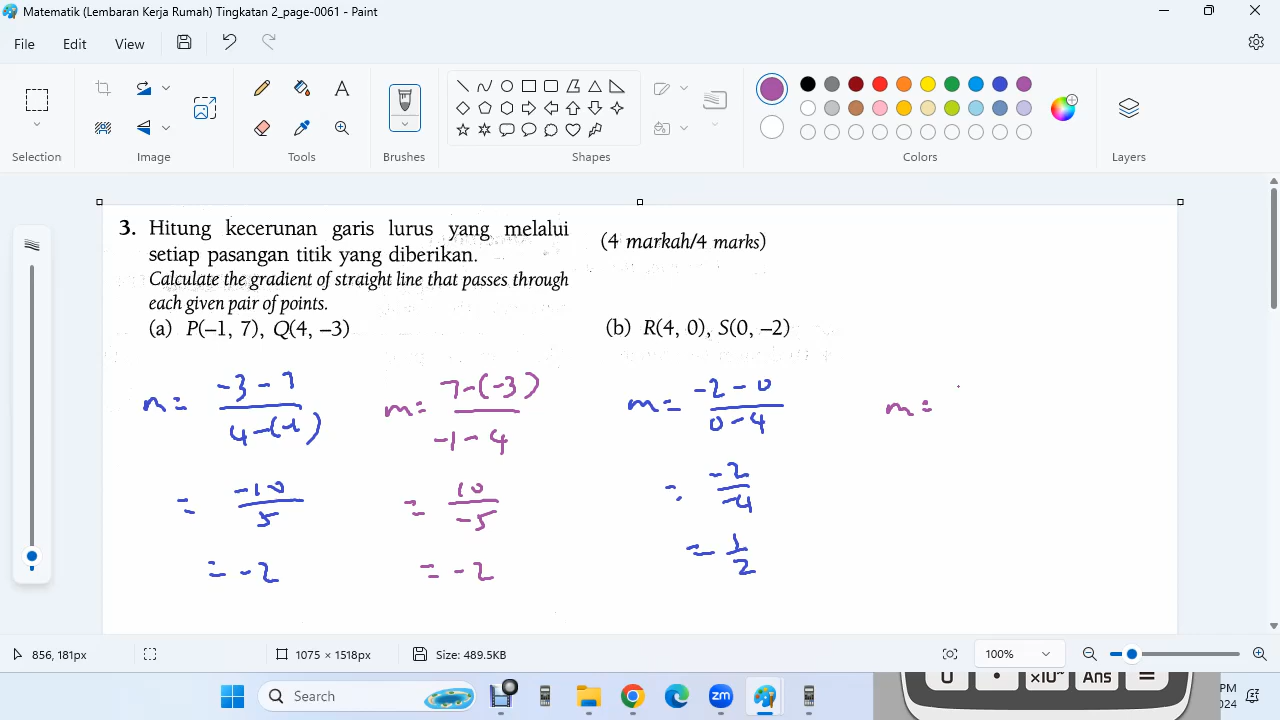 Matematik (Lembaran Kerja Rumah) Tingkatan 2_page-0061 - Paint
File Edit View
Selection Image Tools Brushes Shapes Colors Layers
3. Hitung kecerunan garis lurus yang melalui
setiap pasangan titik yang diberikan.
Calculate the gradient of straight line that passes through
each given pair of points.
(4 markah/4 marks)
(a) P(–1, 7), Q(4, –3)
(b) R(4, 0), S(0, –2)
m = -3 - 7 / 4 - (-1)
= -10 / 5
= -2
m = 7 - (-3) / -1 - 4
= 10 / -5
= -2
m = -2 - 0 / 0 - 4
= -2 / -4
= 1 / 2
m =
856, 181px 1075 × 1518px Size: 489.5KB 100%
Search
zm
×10 Ans =
PM